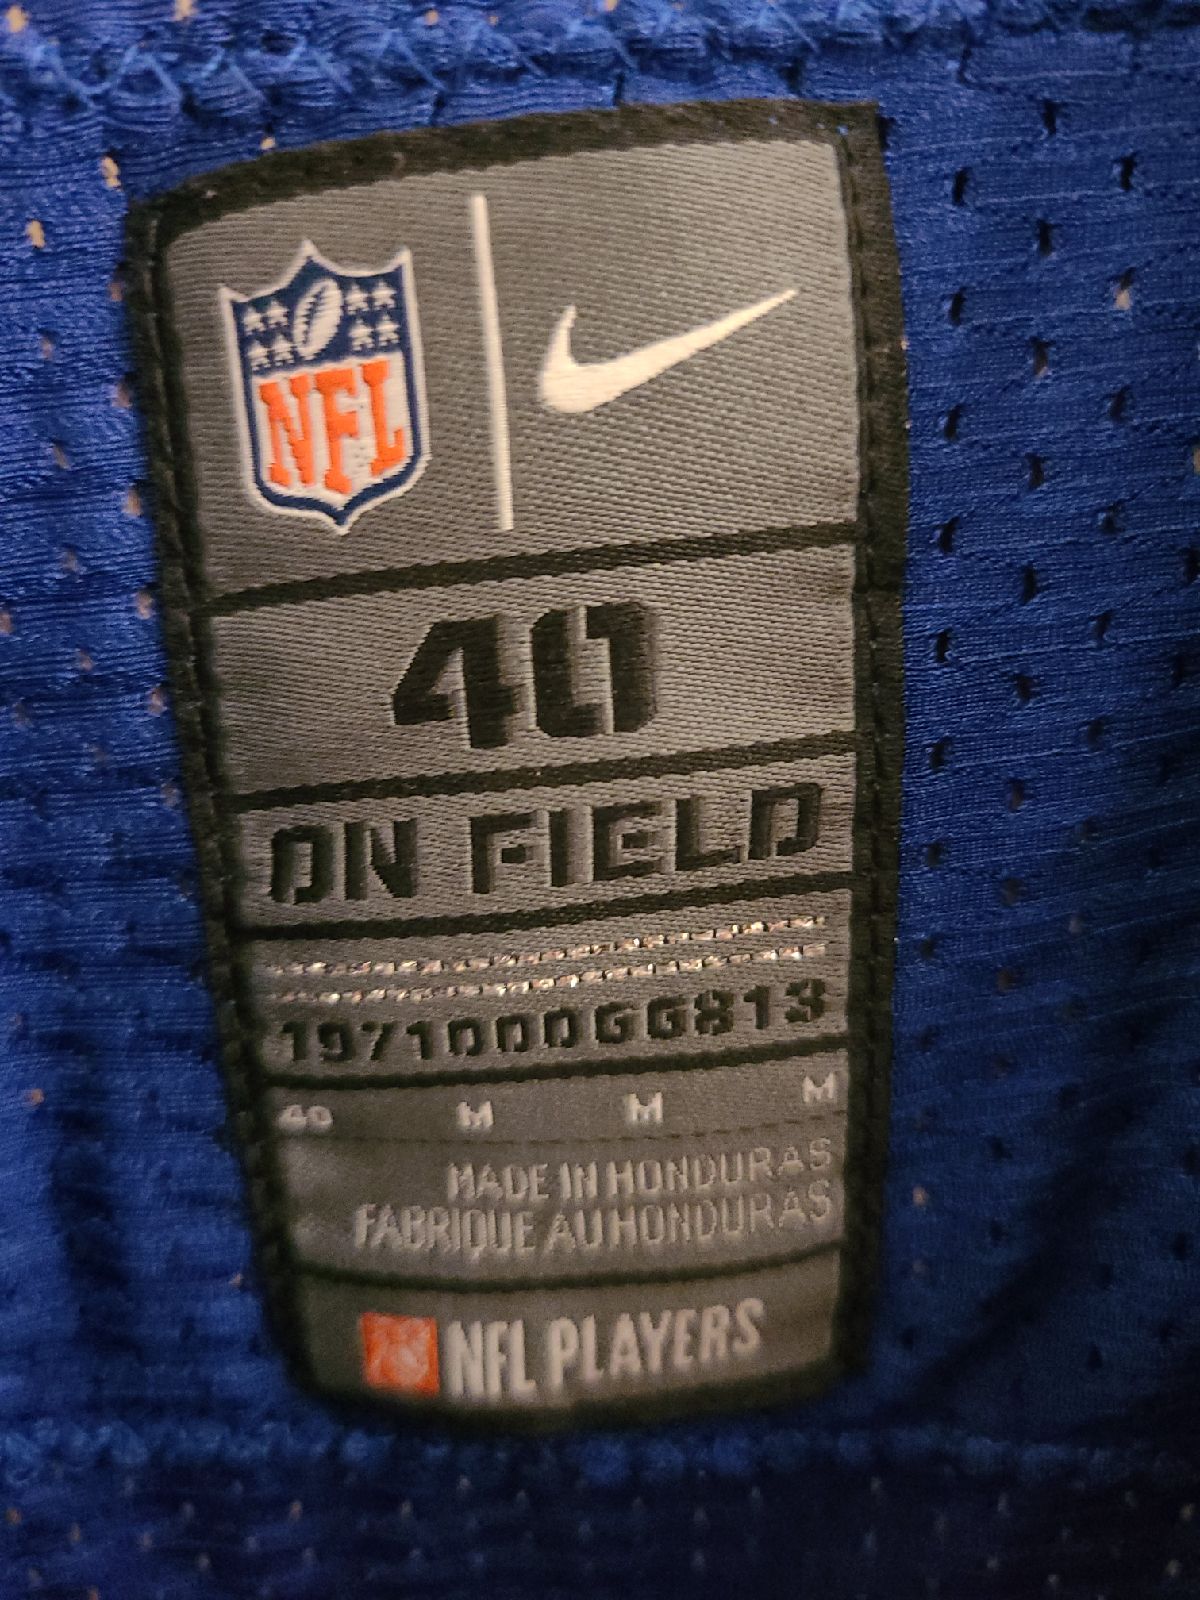 NFL
40
ON FIELD
1971000GG813
40 M M M
MADE IN HONDURAS
FABRIQUE AU HONDURAS
NFL PLAYERS